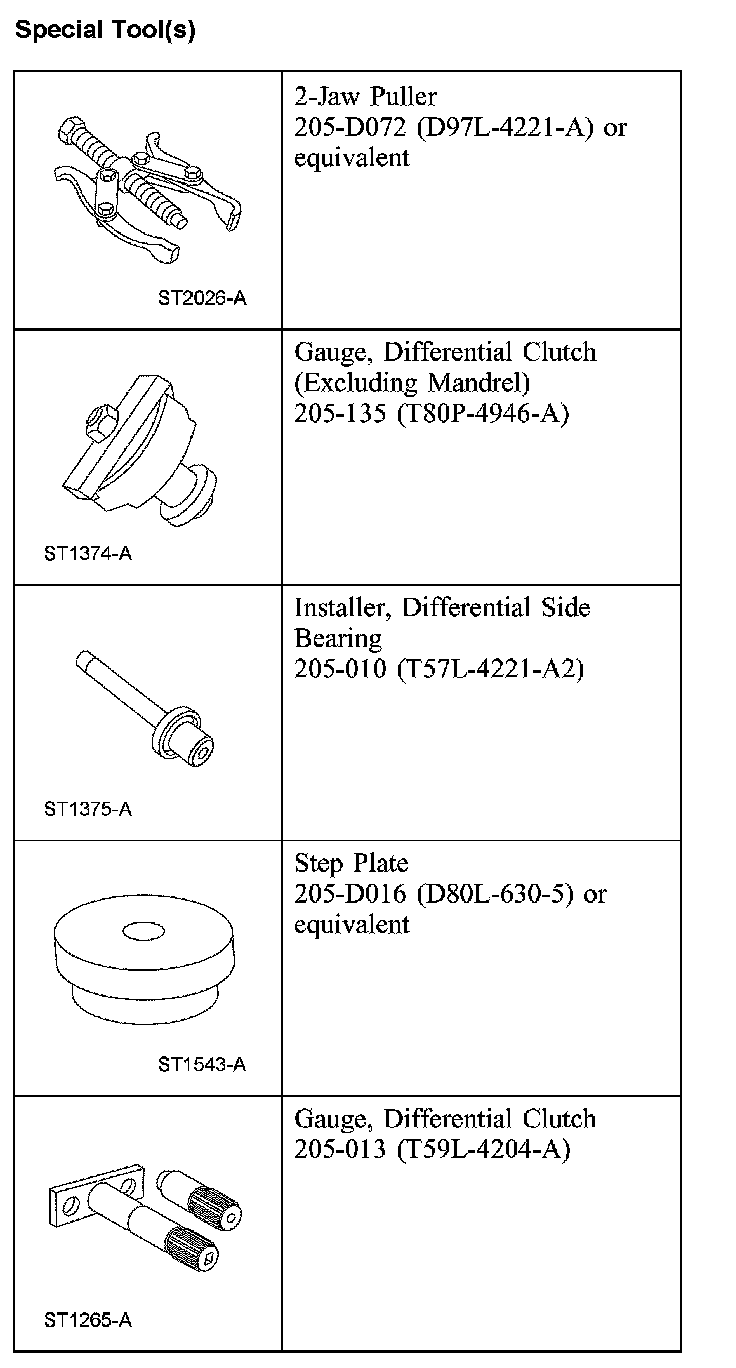 Special Tool(s)
2-Jaw Puller
205-D072 (D97L-4221-A) or
equivalent
ST2026-A
Gauge, Differential Clutch
(Excluding Mandrel)
205-135 (T80P-4946-A)
ST1374-A
Installer, Differential Side
Bearing
205-010 (T57L-4221-A2)
ST1375-A
Step Plate
205-D016 (D80L-630-5) or
equivalent
ST1543-A
Gauge, Differential Clutch
205-013 (T59L-4204-A)
ST1265-A